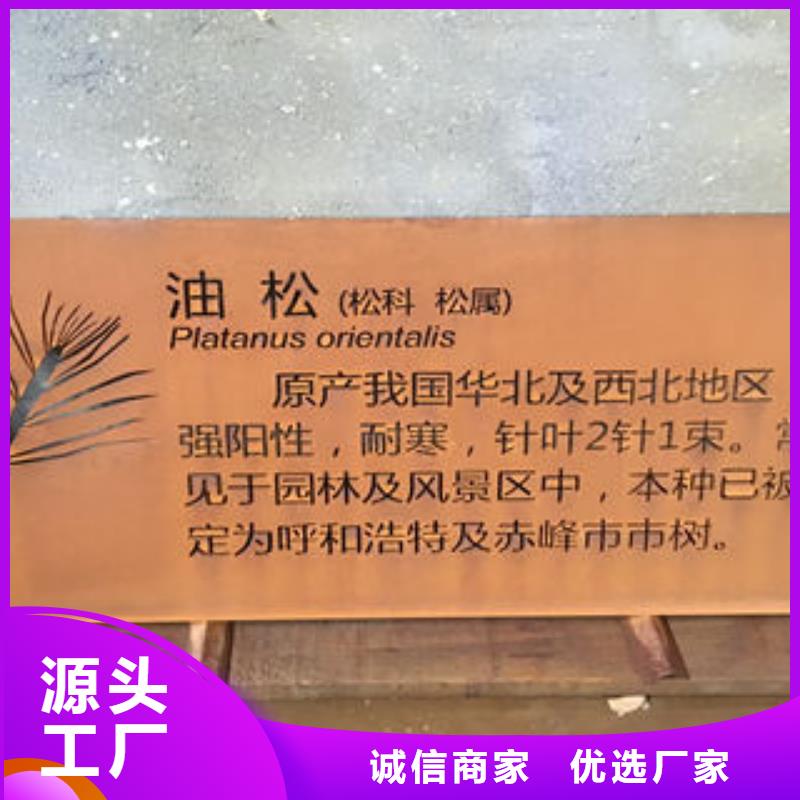 油 松 (松科 松属)
Platanus orientalis
原产我国华北及西北地区
强阳性，耐寒，针叶2针1束。
见于园林及风景区中，本种已被
定为呼和浩特及赤峰市市树。
源头
工厂
诚信商家 优选厂家